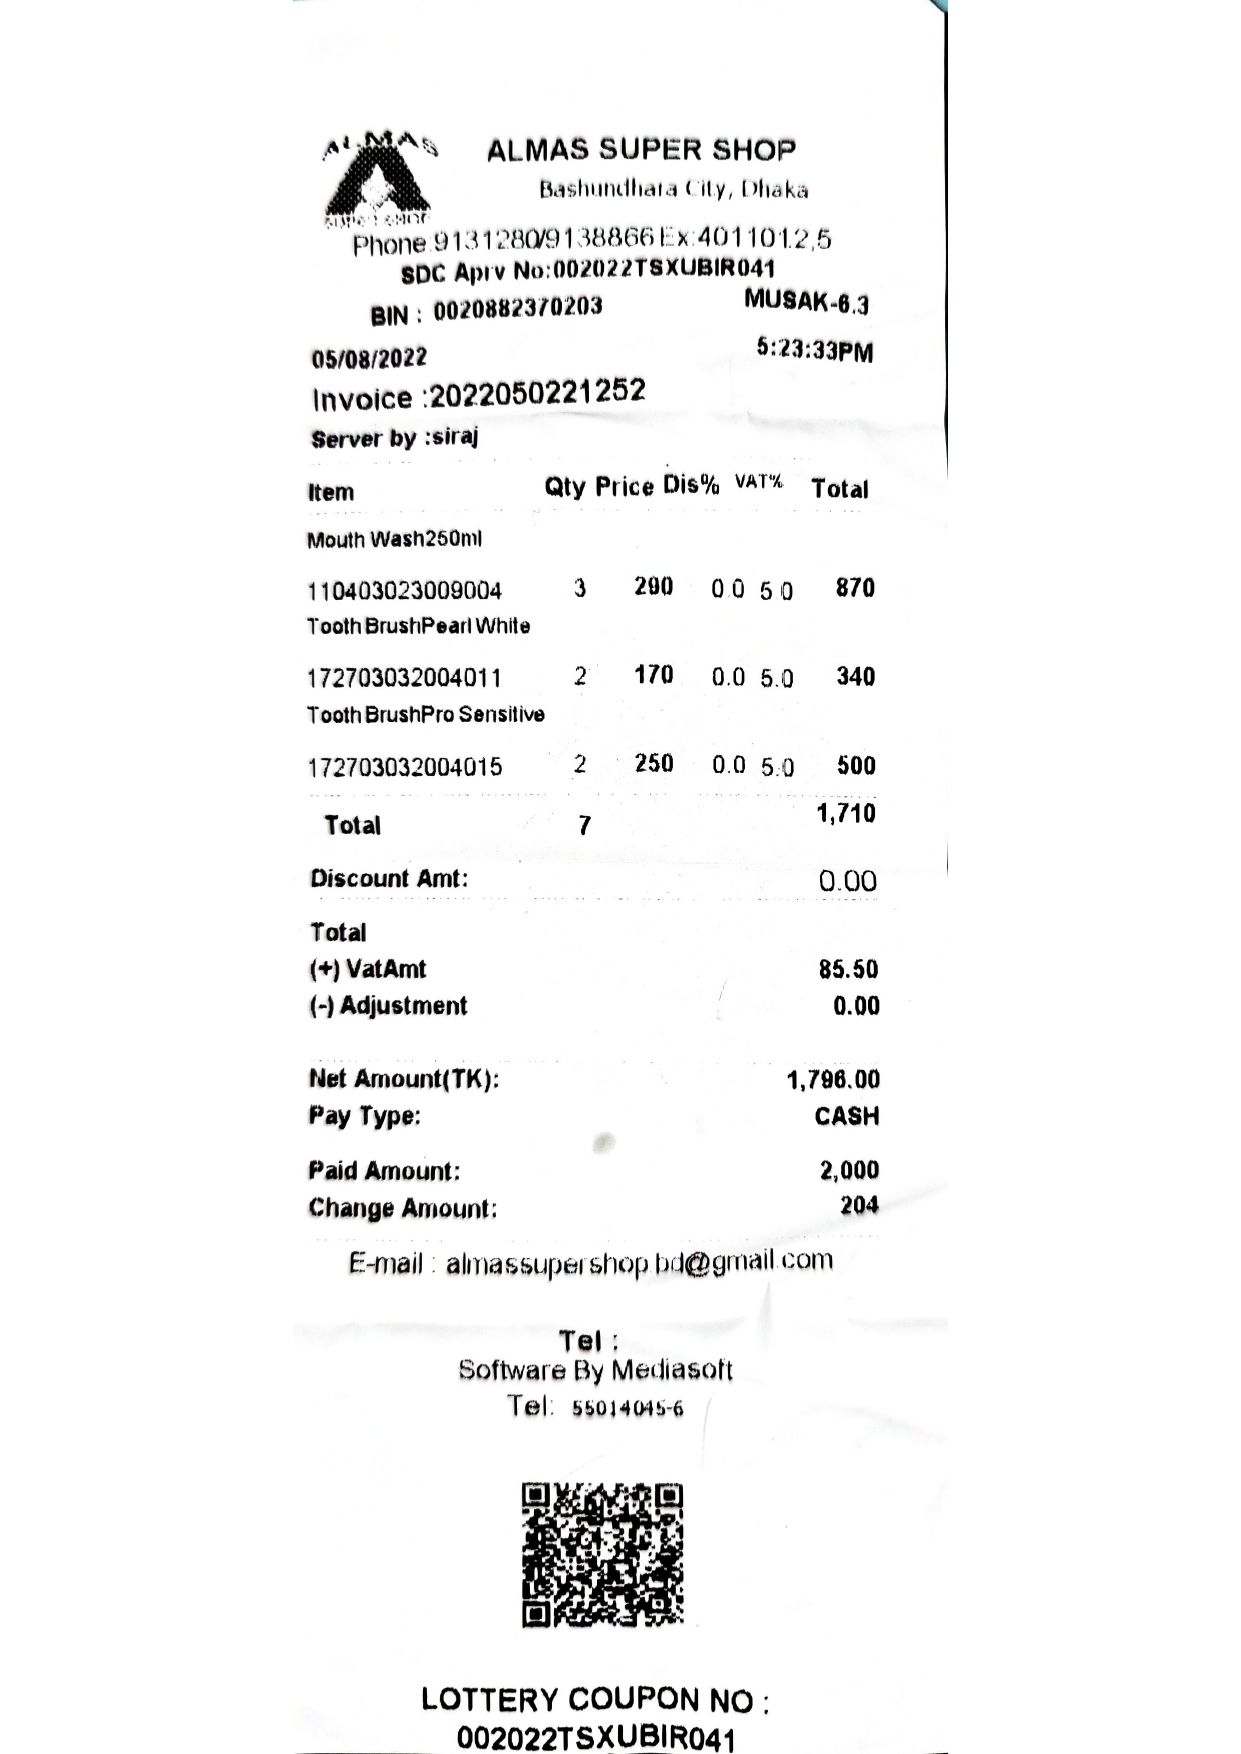 ALMAS
SUPER SHOP
ALMAS SUPER SHOP
Bashundhara City, Dhaka
Phone:9131280/9138866 Ex:4011012,5
SDC Aprv No:002022TSXUBIR041
BIN : 0020882370203 MUSAK-6.3
05/08/2022 5:23:33PM
Invoice :2022050221252
Server by :siraj
Item Qty Price Dis% VAT% Total
Mouth Wash250ml
110403023009004 3 290 0.0 5.0 870
Tooth BrushPearl White
172703032004011 2 170 0.0 5.0 340
Tooth BrushPro Sensitive
172703032004015 2 250 0.0 5.0 500
Total 7 1,710
Discount Amt: 0.00
Total
(+) VatAmt 85.50
(-) Adjustment 0.00
Net Amount(TK): 1,796.00
Pay Type: CASH
Paid Amount: 2,000
Change Amount: 204
E-mail : almassupershop.bd@gmail.com
Tel :
Software By Mediasoft
Tel: 55014045-6
LOTTERY COUPON NO :
002022TSXUBIR041